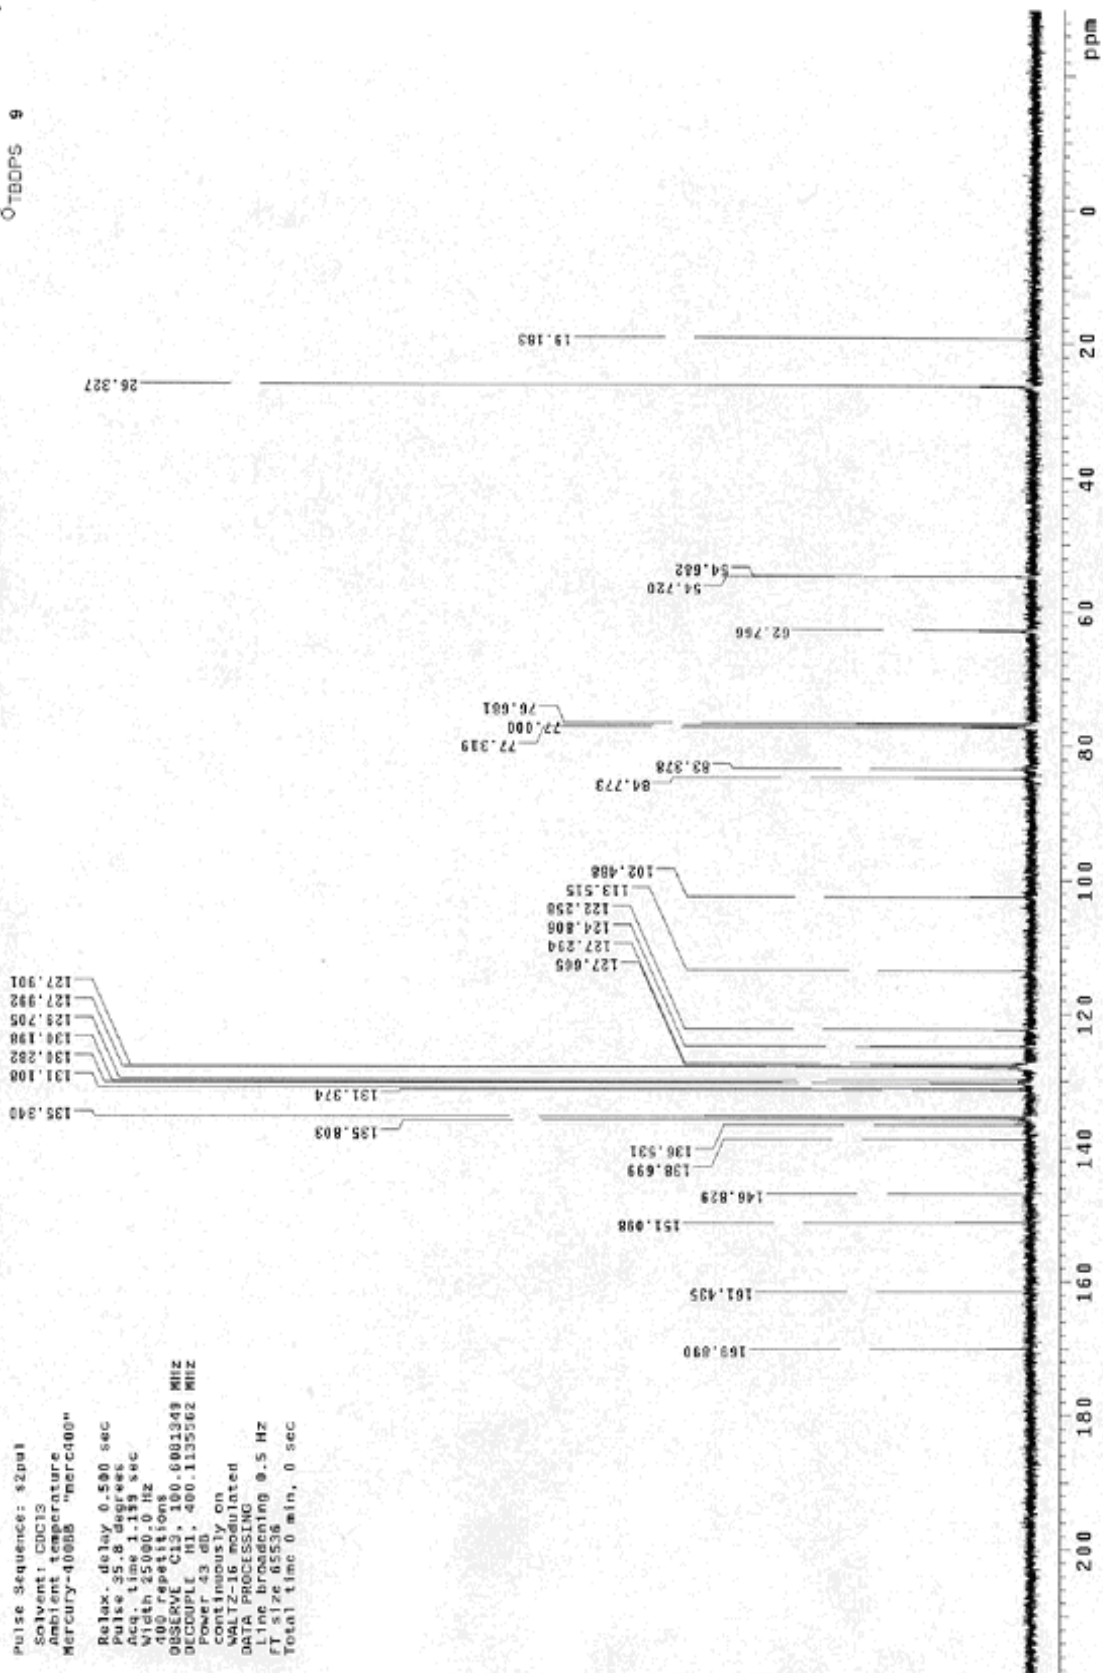 OTBDPS 9
Pulse Sequence: s2pul
Solvent: CDCl3
Ambient temperature
Mercury-400BB "merc400"
Relax. delay 0.500 sec
Pulse 35.8 degrees
Acq. time 1.199 sec
Width 25000.0 Hz
400 repetitions
OBSERVE C13, 100.6081349 MHz
DECOUPLE H1, 400.1135562 MHz
Power 43 dB
continuously on
WALTZ-16 modulated
DATA PROCESSING
Line broadening 0.5 Hz
FT size 65536
Total time 0 min, 0 sec
169.890
161.435
151.098
146.829
138.699
136.531
135.803
135.340
131.374
131.108
130.282
130.198
129.705
127.992
127.901
127.665
127.294
124.806
122.258
113.515
102.488
84.773
83.378
77.319
77.000
76.681
62.766
54.720
54.682
26.327
19.183
200 180 160 140 120 100 80 60 40 20 0 ppm